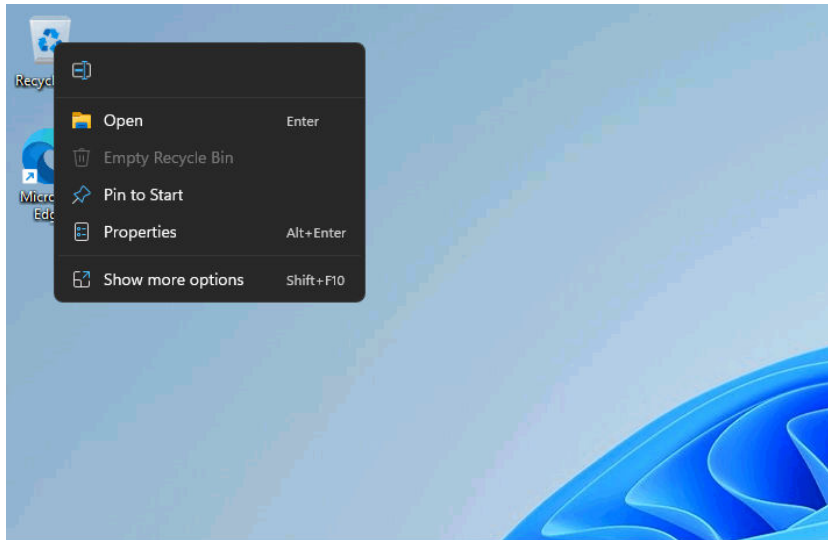 Recycl
Open Enter
Empty Recycle Bin
Pin to Start
Properties Alt+Enter
Show more options Shift+F10
Micro
Edg